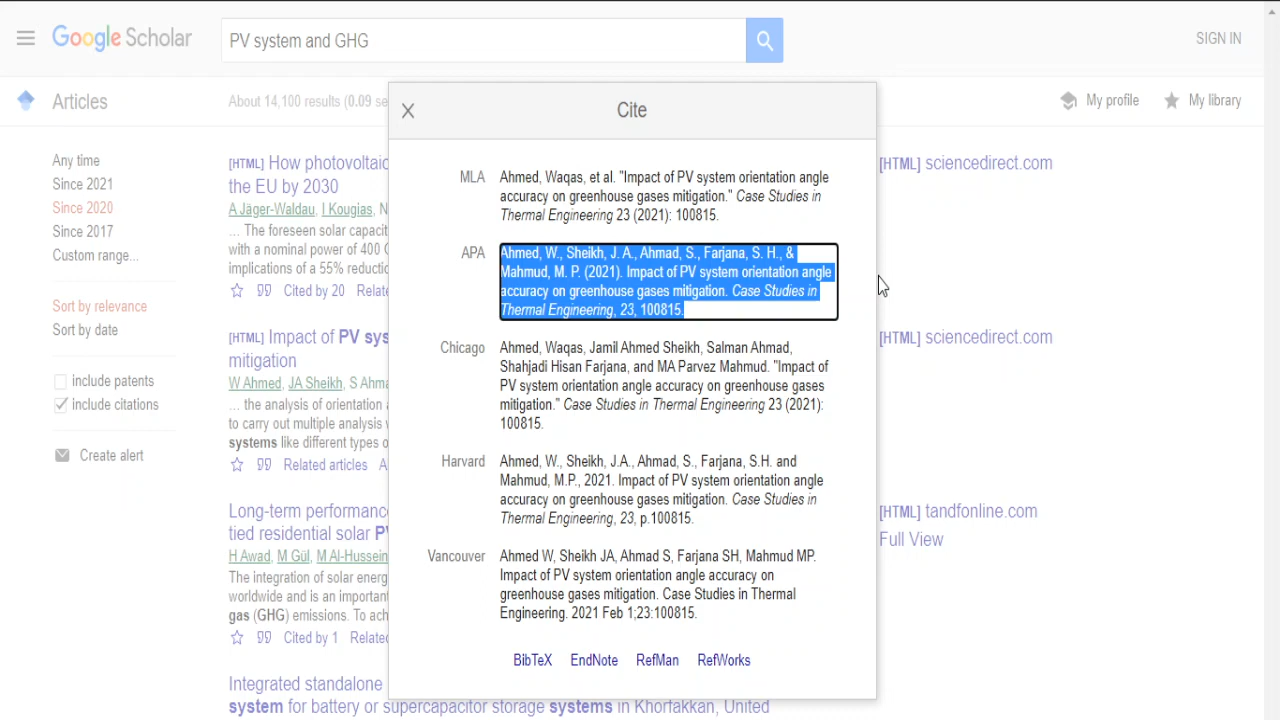 Google Scholar
PV system and GHG
SIGN IN
Articles
About 14,100 results (0.09 se
My profile
My library
Cite
Any time
Since 2021
Since 2020
Since 2017
Custom range...
Sort by relevance
Sort by date
include patents
include citations
Create alert
[HTML] How photovoltaic
the EU by 2030
A Jäger-Waldau, I Kougias, N
... The foreseen solar capacit
with a nominal power of 400 G
implications of a 55% reductio
Cited by 20 Relate
[HTML] sciencedirect.com
[HTML] Impact of PV sys
mitigation
W Ahmed, JA Sheikh, S Ahma
... the analysis of orientation a
to carry out multiple analysis w
systems like different types o
Related articles A
[HTML] sciencedirect.com
Long-term performance
tied residential solar PV
H Awad, M Gül, M Al-Hussein
The integration of solar energ
worldwide and is an important
gas (GHG) emissions. To ach
Cited by 1 Related
[HTML] tandfonline.com
Full View
Integrated standalone
system for battery or supercapacitor storage systems in Khorfakkan, United
MLA
Ahmed, Waqas, et al. "Impact of PV system orientation angle
accuracy on greenhouse gases mitigation." Case Studies in
Thermal Engineering 23 (2021): 100815.
APA
Ahmed, W., Sheikh, J. A., Ahmad, S., Farjana, S. H., &
Mahmud, M. P. (2021). Impact of PV system orientation angle
accuracy on greenhouse gases mitigation. Case Studies in
Thermal Engineering, 23, 100815.
Chicago
Ahmed, Waqas, Jamil Ahmed Sheikh, Salman Ahmad,
Shahjadi Hisan Farjana, and MA Parvez Mahmud. "Impact of
PV system orientation angle accuracy on greenhouse gases
mitigation." Case Studies in Thermal Engineering 23 (2021):
100815.
Harvard
Ahmed, W., Sheikh, J.A., Ahmad, S., Farjana, S.H. and
Mahmud, M.P., 2021. Impact of PV system orientation angle
accuracy on greenhouse gases mitigation. Case Studies in
Thermal Engineering, 23, p.100815.
Vancouver
Ahmed W, Sheikh JA, Ahmad S, Farjana SH, Mahmud MP.
Impact of PV system orientation angle accuracy on
greenhouse gases mitigation. Case Studies in Thermal
Engineering. 2021 Feb 1;23:100815.
BibTeX EndNote RefMan RefWorks